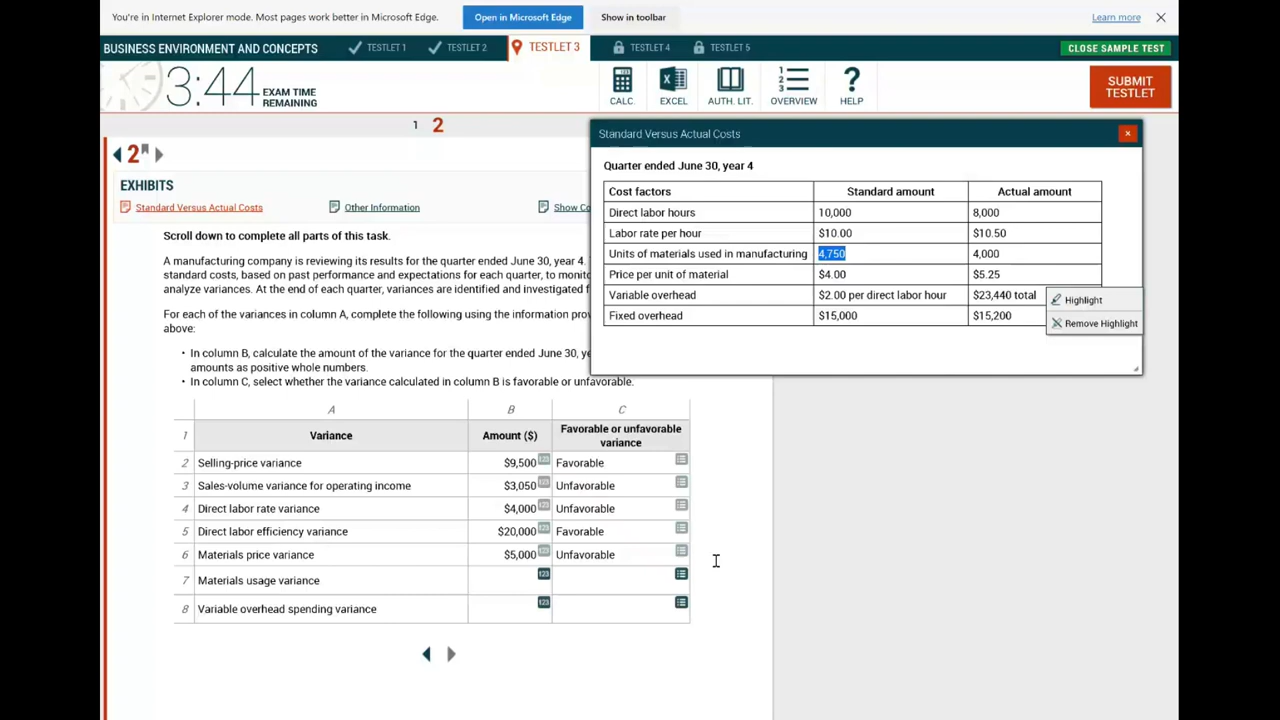 You're in Internet Explorer mode. Most pages work better in Microsoft Edge.
Open in Microsoft Edge
Show in toolbar
Learn more
BUSINESS ENVIRONMENT AND CONCEPTS
TESTLET 1
TESTLET 2
TESTLET 3
TESTLET 4
TESTLET 5
CLOSE SAMPLE TEST
3:44 EXAM TIME REMAINING
CALC.
EXCEL
AUTH. LIT.
OVERVIEW
HELP
SUBMIT TESTLET
1 2
2
EXHIBITS
Standard Versus Actual Costs
Other Information
Show Co
Scroll down to complete all parts of this task.
A manufacturing company is reviewing its results for the quarter ended June 30, year 4.
standard costs, based on past performance and expectations for each quarter, to monito
analyze variances. At the end of each quarter, variances are identified and investigated f
For each of the variances in column A, complete the following using the information prov
above:
• In column B, calculate the amount of the variance for the quarter ended June 30, ye
amounts as positive whole numbers.
• In column C, select whether the variance calculated in column B is favorable or unfavorable.
A B C
1 Variance Amount ($) Favorable or unfavorable variance
2 Selling-price variance $9,500 Favorable
3 Sales-volume variance for operating income $3,050 Unfavorable
4 Direct labor rate variance $4,000 Unfavorable
5 Direct labor efficiency variance $20,000 Favorable
6 Materials price variance $5,000 Unfavorable
7 Materials usage variance
8 Variable overhead spending variance
Standard Versus Actual Costs
Quarter ended June 30, year 4
Cost factors Standard amount Actual amount
Direct labor hours 10,000 8,000
Labor rate per hour $10.00 $10.50
Units of materials used in manufacturing 4,750 4,000
Price per unit of material $4.00 $5.25
Variable overhead $2.00 per direct labor hour $23,440 total
Fixed overhead $15,000 $15,200
Highlight
Remove Highlight